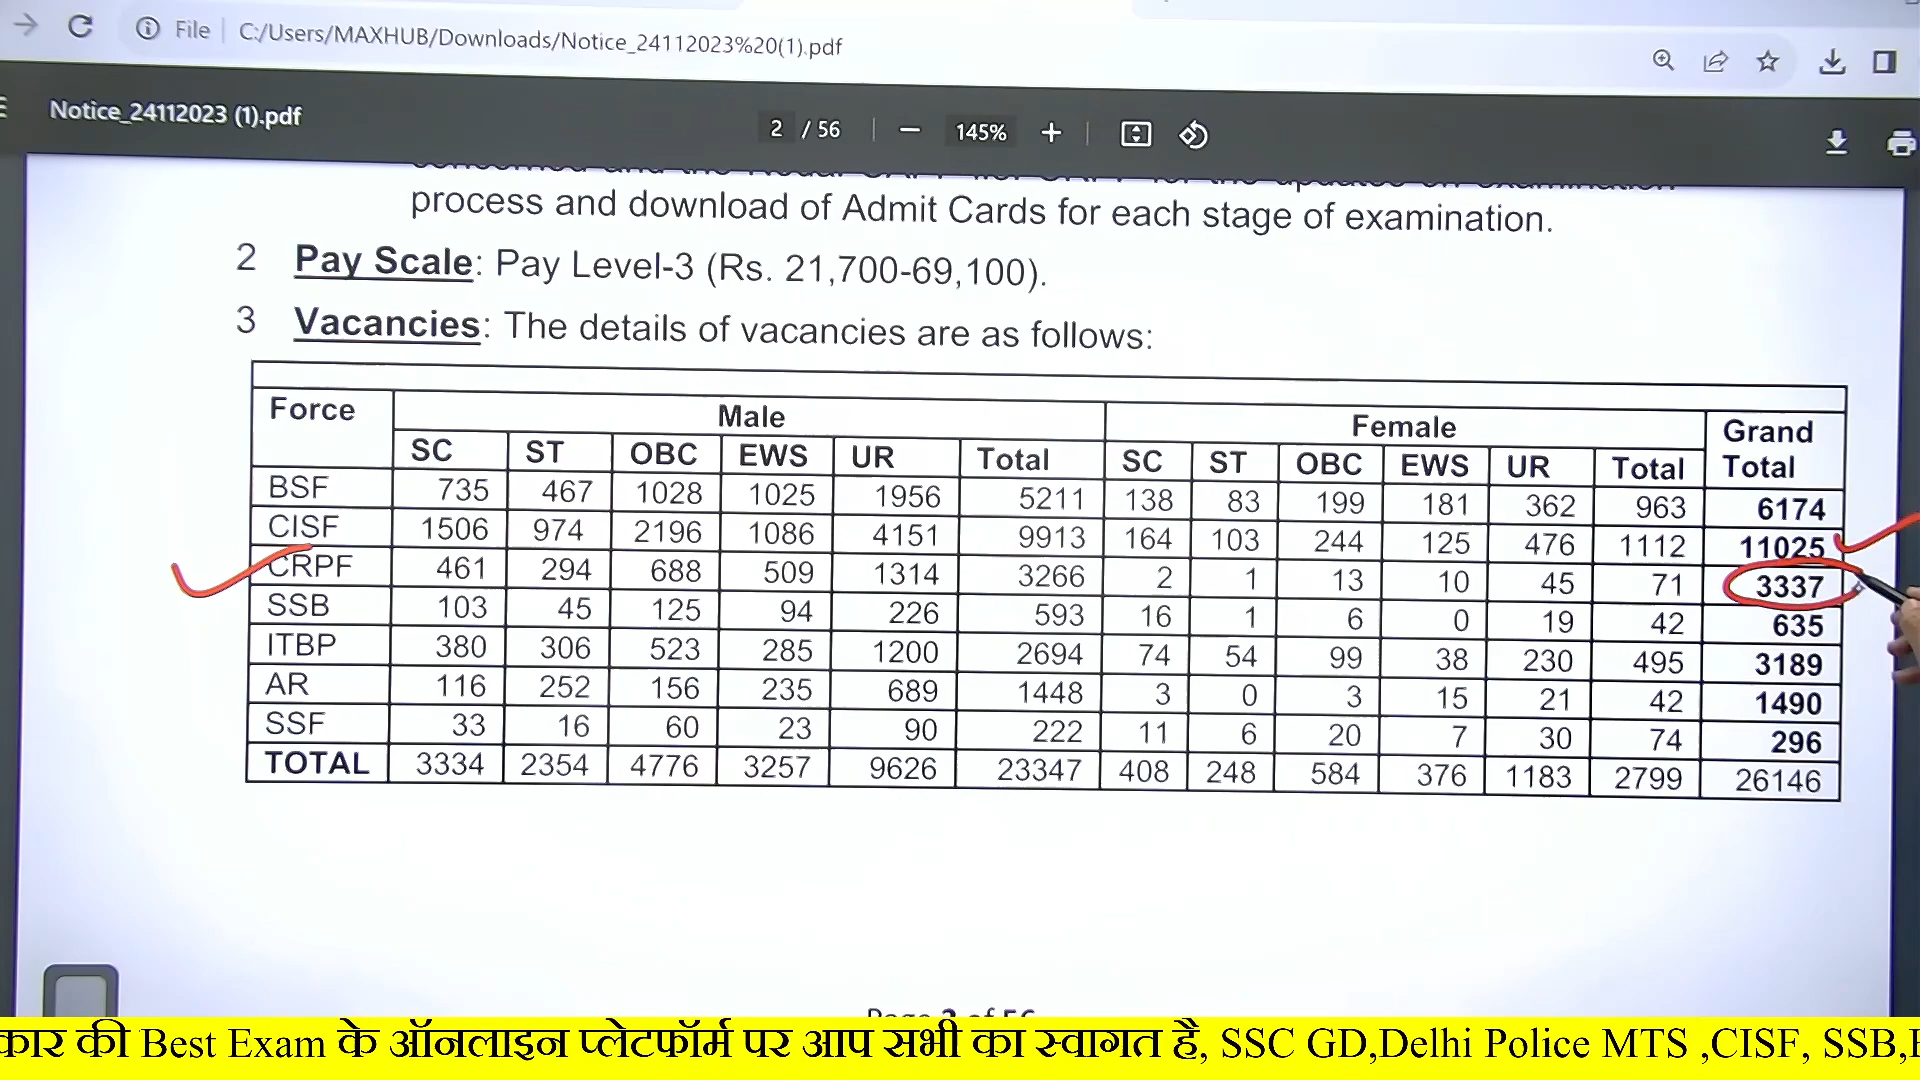 File C:/Users/MAXHUB/Downloads/Notice_24112023%20(1).pdf
Notice_24112023 (1).pdf 2 / 56 145%
process and download of Admit Cards for each stage of examination.
2 Pay Scale: Pay Level-3 (Rs. 21,700-69,100).
3 Vacancies: The details of vacancies are as follows:
Force Male Female Grand Total
SC ST OBC EWS UR Total SC ST OBC EWS UR Total
BSF 735 467 1028 1025 1956 5211 138 83 199 181 362 963 6174
CISF 1506 974 2196 1086 4151 9913 164 103 244 125 476 1112 11025
CRPF 461 294 688 509 1314 3266 2 1 13 10 45 71 3337
SSB 103 45 125 94 226 593 16 1 6 0 19 42 635
ITBP 380 306 523 285 1200 2694 74 54 99 38 230 495 3189
AR 116 252 156 235 689 1448 3 0 3 15 21 42 1490
SSF 33 16 60 23 90 222 11 6 20 7 30 74 296
TOTAL 3334 2354 4776 3257 9626 23347 408 248 584 376 1183 2799 26146
की Best Exam के ऑनलाइन प्लेटफॉर्म पर आप सभी का स्वागत है, SSC GD,Delhi Police MTS ,CISF, SSB,